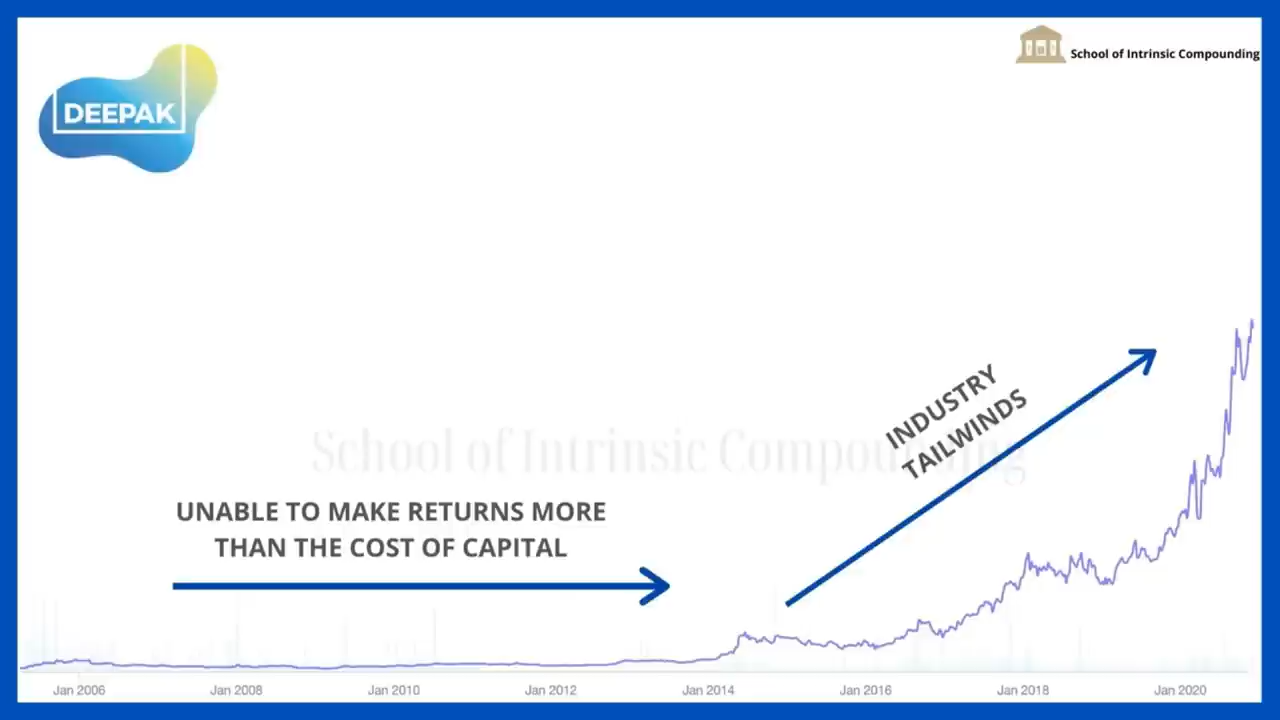 School of Intrinsic Compounding
DEEPAK
INDUSTRY
TAILWINDS
School of Intrinsic Compounding
UNABLE TO MAKE RETURNS MORE
THAN THE COST OF CAPITAL
Jan 2006
Jan 2008
Jan 2010
Jan 2012
Jan 2014
Jan 2016
Jan 2018
Jan 2020